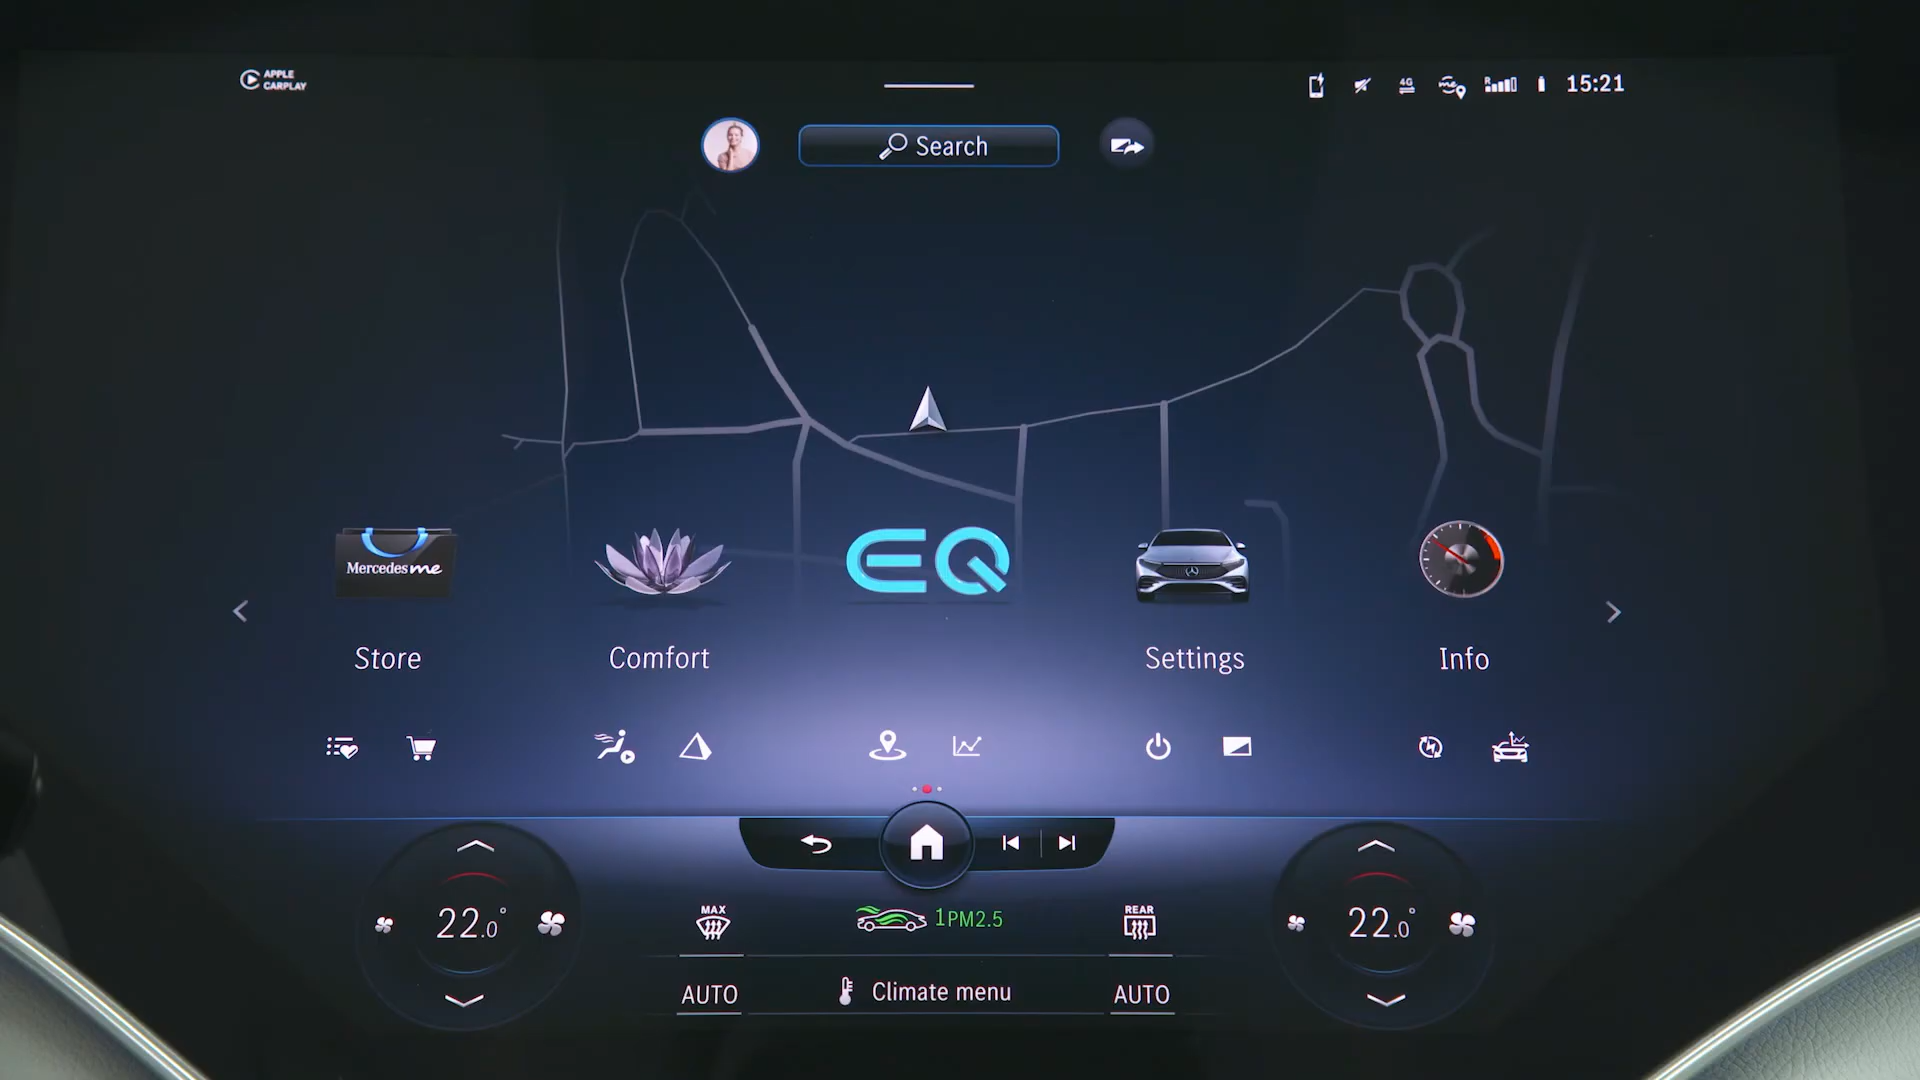 APPLE
CARPLAY
4G
me
R
15:21
Search
Mercedes me
EQ
Store
Comfort
Settings
Info
MAX
1PM2.5
REAR
22.0°
22.0°
AUTO
Climate menu
AUTO